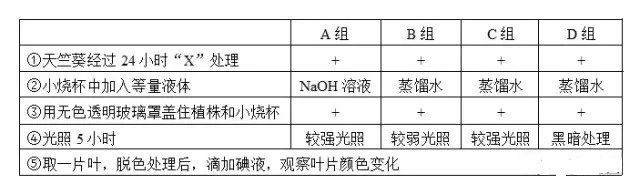 A 组 B 组 C 组 D 组
①天竺葵经过 24 小时“X”处理 + + + +
②小烧杯中加入等量液体 NaOH 溶液 蒸馏水 蒸馏水 蒸馏水
③用无色透明玻璃罩盖住植株和小烧杯 + + + +
④光照 5 小时 较强光照 较弱光照 较强光照 黑暗处理
⑤取一片叶，脱色处理后，滴加碘液，观察叶片颜色变化